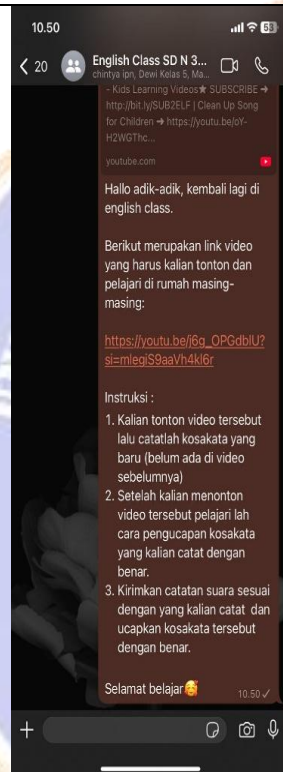 10.50
53
20
English Class SD N 3...
chintya ipn, Dewi Kelas 5, Ma...
- Kids Learning Videos★ SUBSCRIBE ➔
http://bit.ly/SUB2ELF | Clean Up Song
for Children ➔ https://youtu.be/oY-
H2WGThc...
youtube.com
Hallo adik-adik, kembali lagi di
english class.
Berikut merupakan link video
yang harus kalian tonton dan
pelajari di rumah masing-
masing:
https://youtu.be/j6g_OPGdblU?
si=mlegiS9aaVh4kl6r
Instruksi :
1. Kalian tonton video tersebut
lalu catatlah kosakata yang
baru (belum ada di video
sebelumnya)
2. Setelah kalian menonton
video tersebut pelajari lah
cara pengucapan kosakata
yang kalian catat dengan
benar.
3. Kirimkan catatan suara sesuai
dengan yang kalian catat dan
ucapkan kosakata tersebut
dengan benar.
Selamat belajar🥰
10.50 ✓